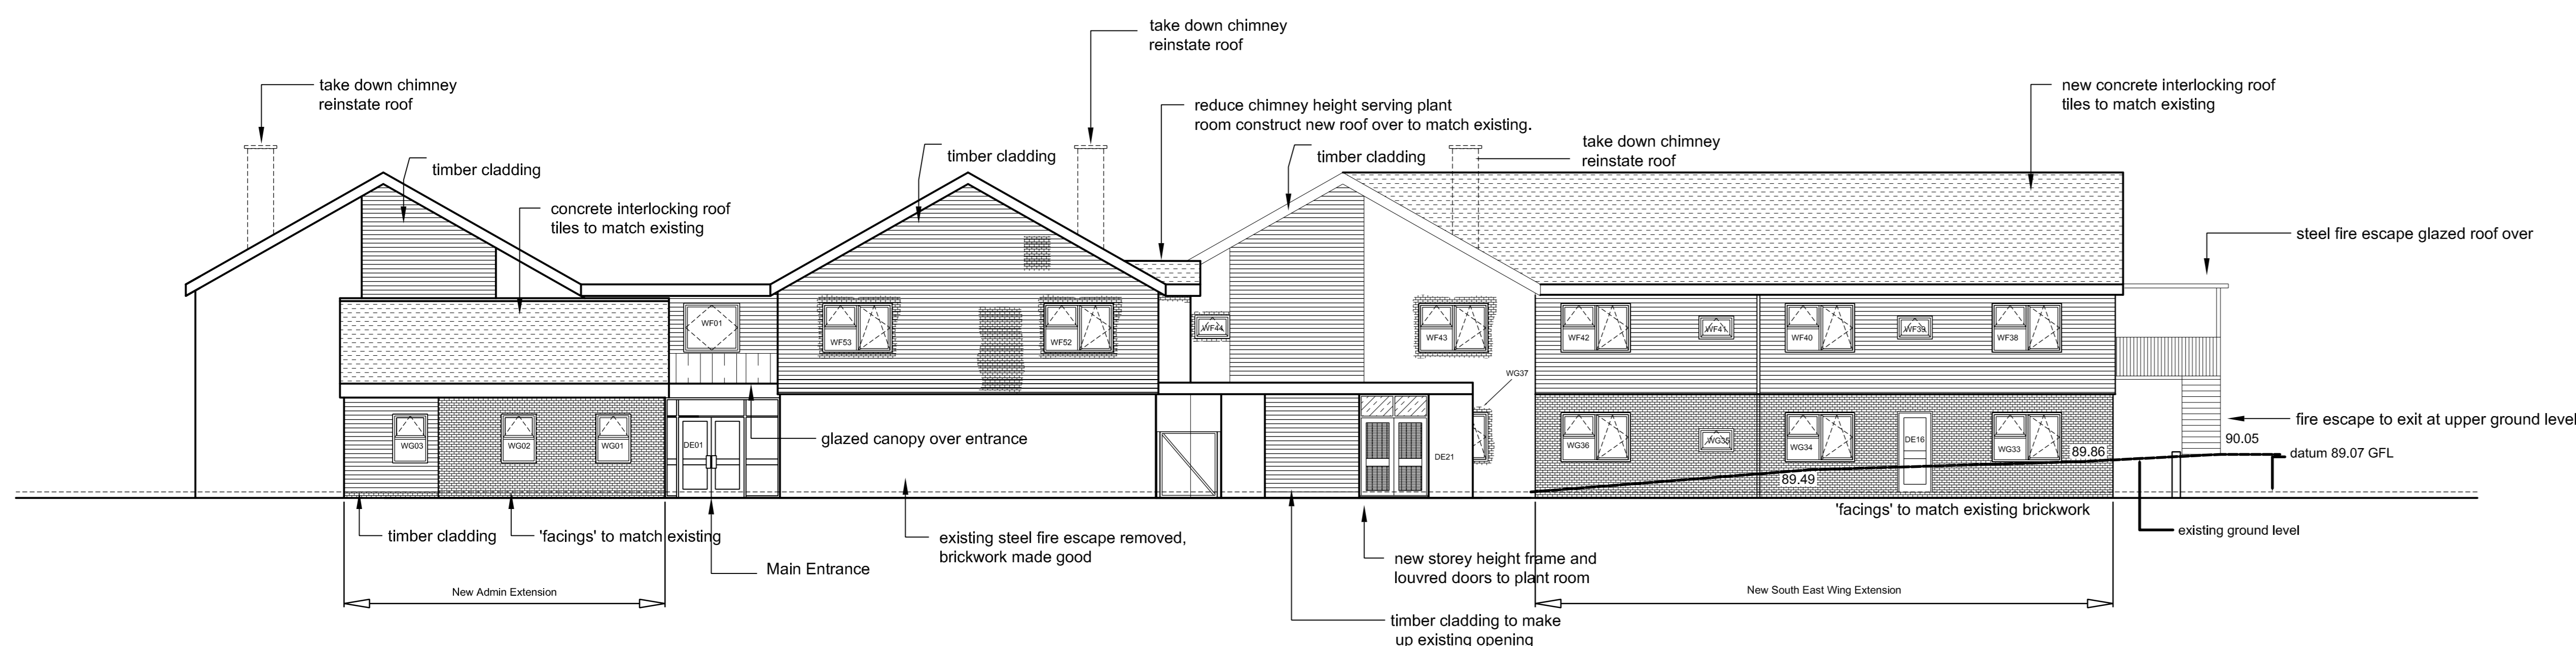 take down chimney
reinstate roof
take down chimney
reinstate roof
new concrete interlocking roof
tiles to match existing
reduce chimney height serving plant
room construct new roof over to match existing.
take down chimney
reinstate roof
timber cladding
timber cladding
timber cladding
concrete interlocking roof
tiles to match existing
steel fire escape glazed roof over
WF01
WF53
WF52
WF44
WF43
WF42
WF41
WF40
WF39
WF38
WG37
WG03
WG02
WG01
DE01
glazed canopy over entrance
DE21
WG36
WG35
WG34
DE16
WG33
fire escape to exit at upper ground level
90.05
89.86
datum 89.07 GFL
89.49
'facings' to match existing brickwork
existing ground level
timber cladding
'facings' to match existing
Main Entrance
existing steel fire escape removed,
brickwork made good
new storey height frame and
louvred doors to plant room
New Admin Extension
New South East Wing Extension
timber cladding to make
up existing opening